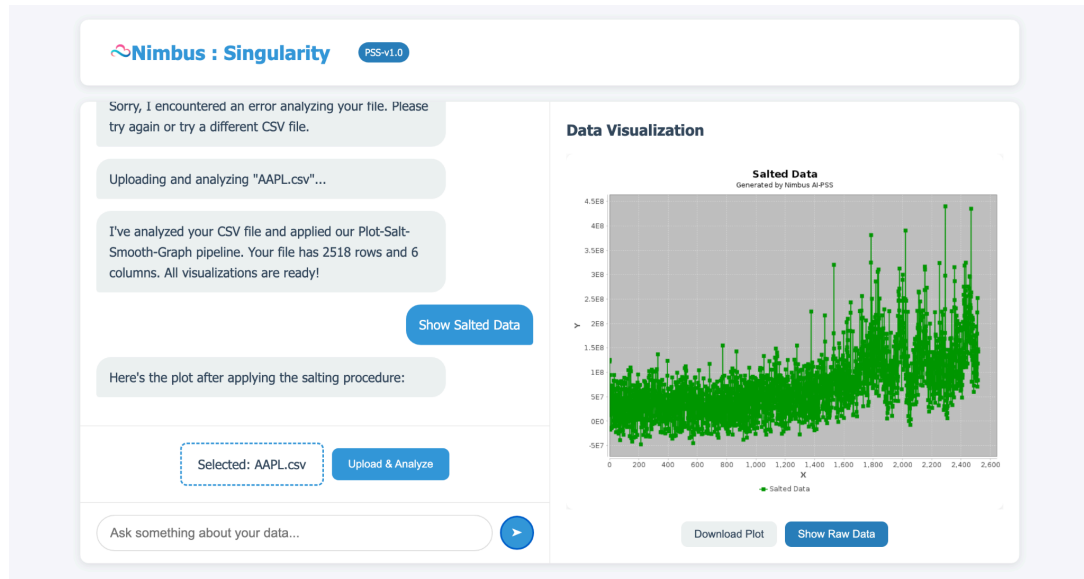 Nimbus : Singularity
PSS-v1.0
Sorry, I encountered an error analyzing your file. Please
try again or try a different CSV file.
Uploading and analyzing "AAPL.csv"...
I've analyzed your CSV file and applied our Plot-Salt-
Smooth-Graph pipeline. Your file has 2518 rows and 6
columns. All visualizations are ready!
Show Salted Data
Here's the plot after applying the salting procedure:
Selected: AAPL.csv
Upload & Analyze
Ask something about your data...
Data Visualization
Salted Data
Generated by Nimbus AI-PSS
4.5E8
4E8
3.5E8
3E8
2.5E8
2E8
1.5E8
1E8
5E7
0E0
-5E7
Y
0 200 400 600 800 1,000 1,200 1,400 1,600 1,800 2,000 2,200 2,400 2,600
X
Salted Data
Download Plot
Show Raw Data